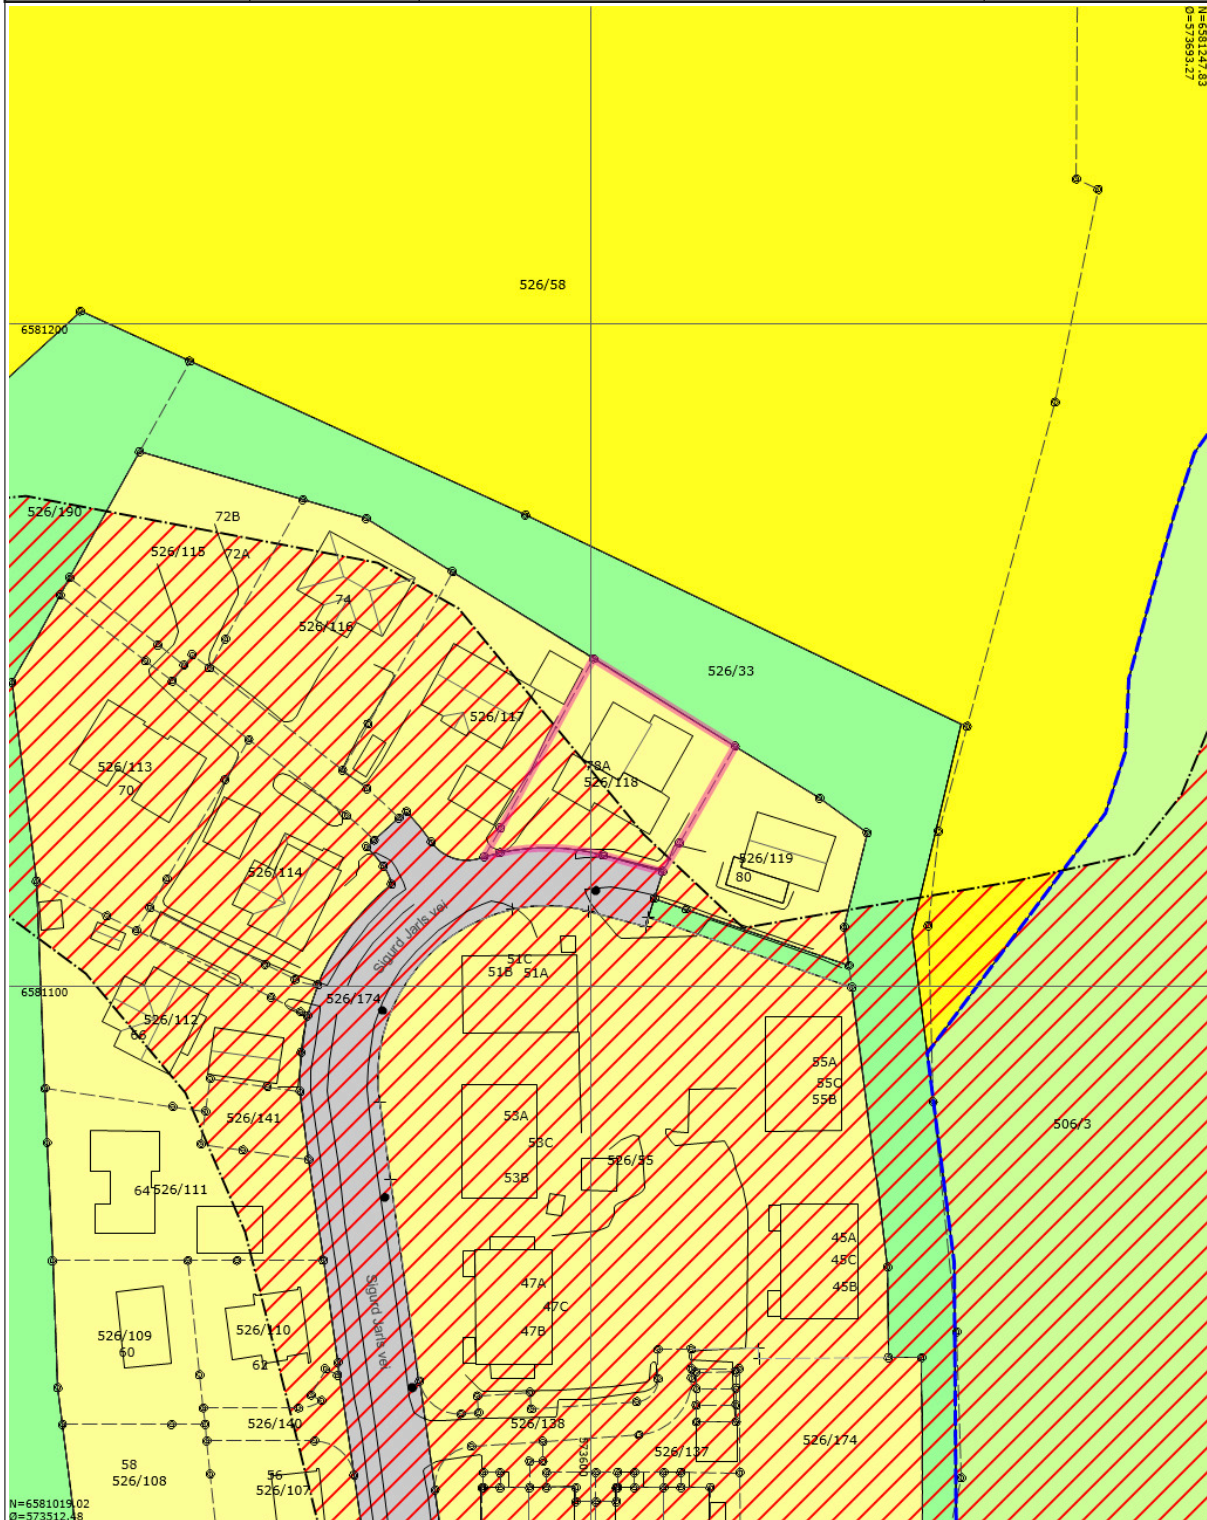 N=6581247.83
Ø=573693.27
526/58
6581200
526/190
72B
526/115
72A
74
526/116
526/33
526/117
526/113
78A
526/118
70
526/119
526/114
80
Sigurd Jarls vei
51C
51B
51A
6581100
526/174
526/112
66
55A
55C
55B
526/141
53A
506/3
53C
526/55
53B
64
526/111
45A
45C
47A
45B
47C
526/109
526/110
47B
60
62
Sigurd Jarls vei
526/140
526/138
526/174
526/137
573600
58
526/108
56
526/107
N=6581019.02
Ø=573512.48